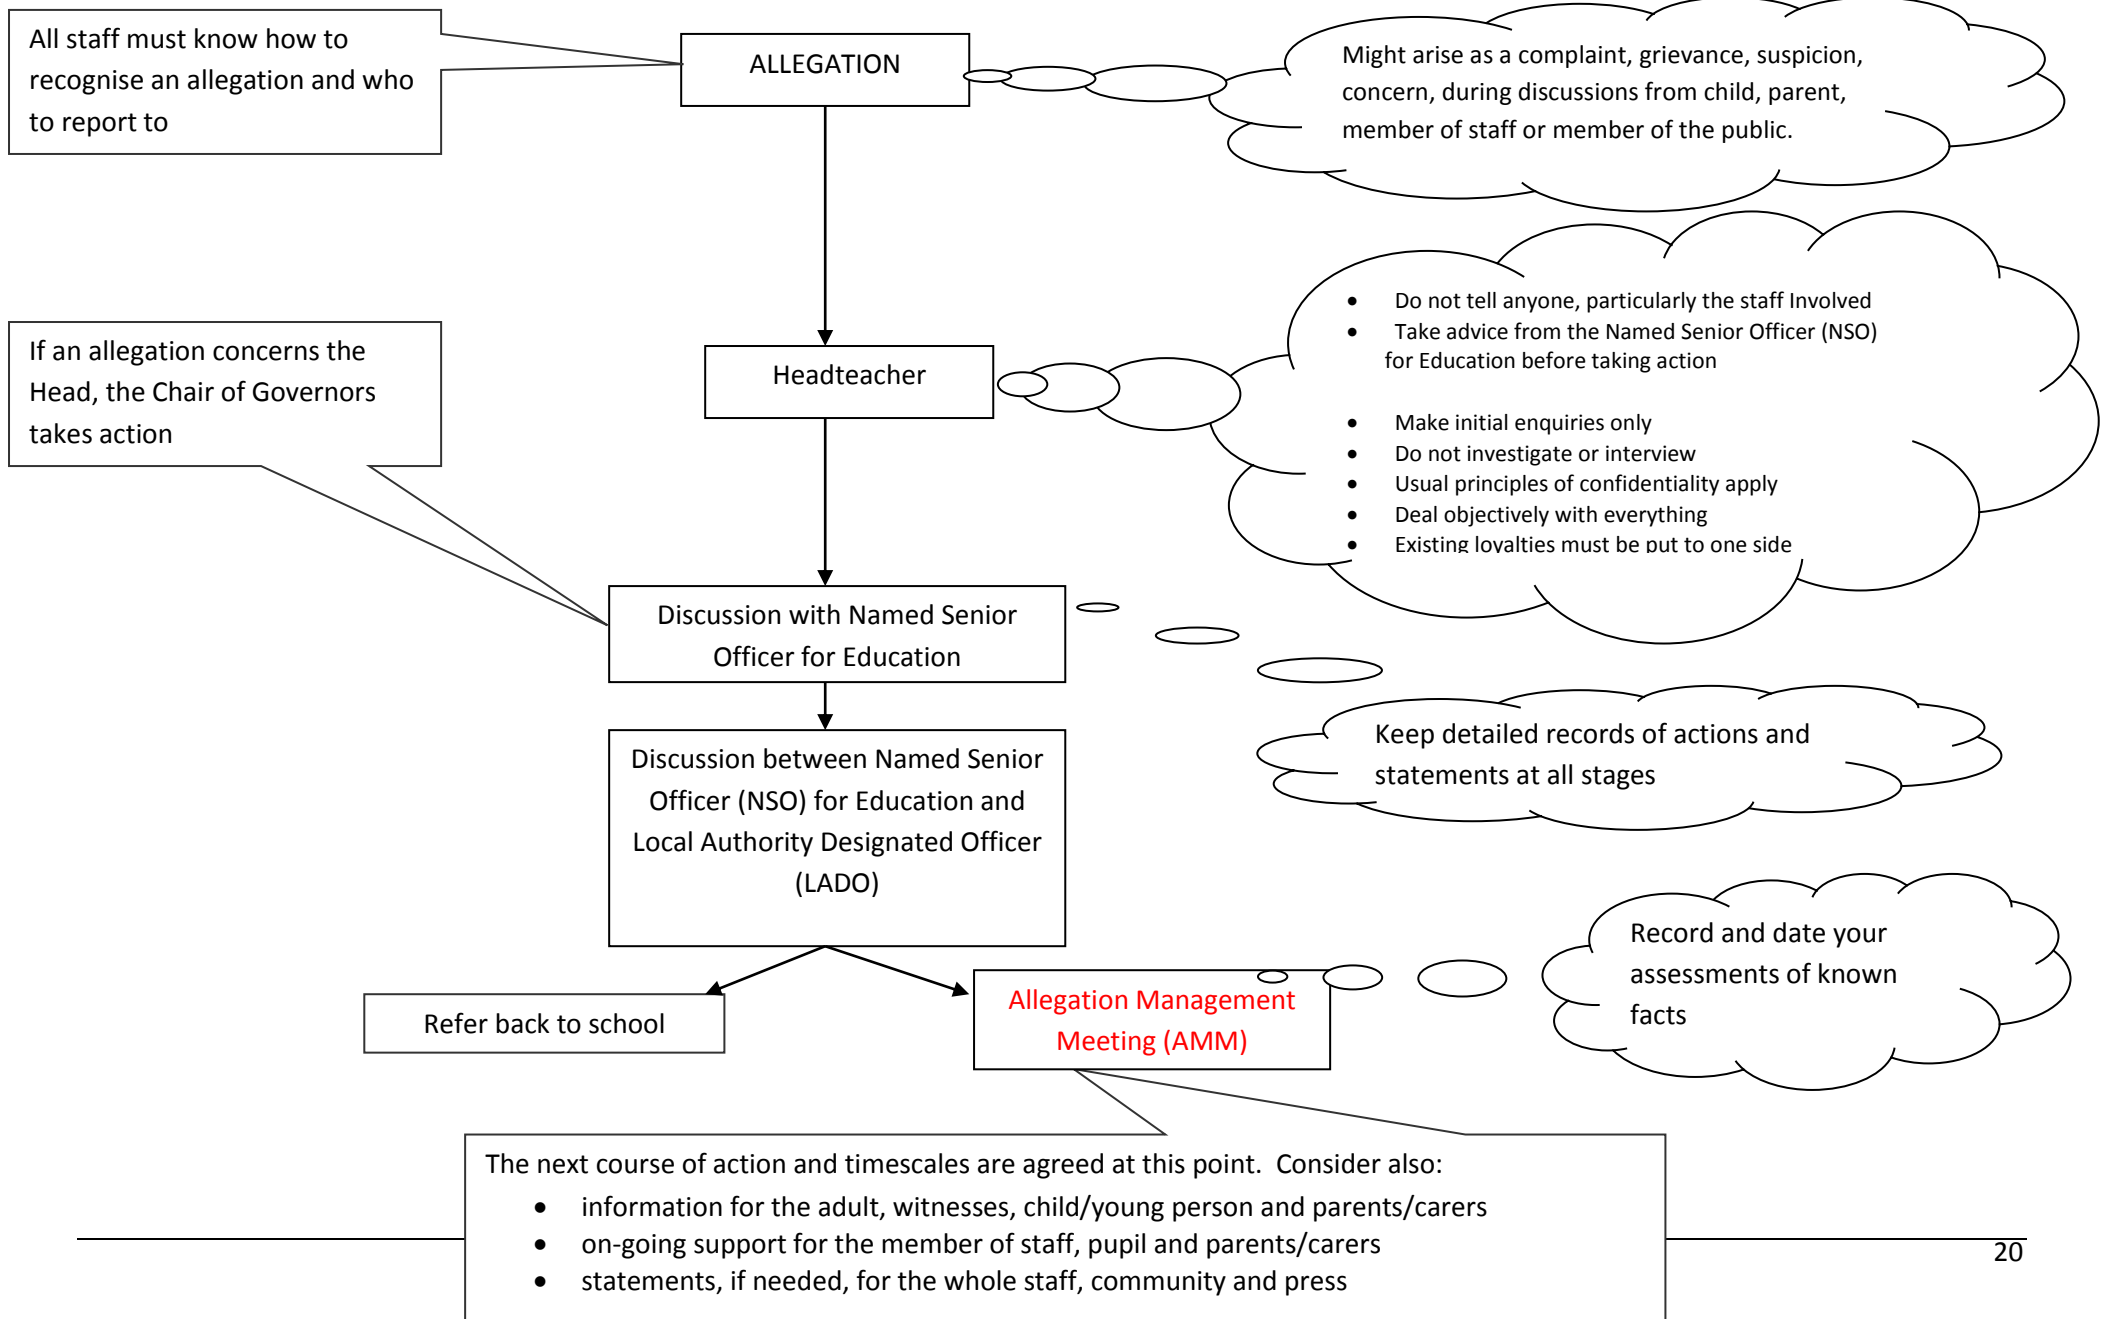 All staff must know how to
recognise an allegation and who
to report to
ALLEGATION
Might arise as a complaint, grievance, suspicion,
concern, during discussions from child, parent,
member of staff or member of the public.
If an allegation concerns the
Head, the Chair of Governors
takes action
Headteacher
• Do not tell anyone, particularly the staff Involved
• Take advice from the Named Senior Officer (NSO)
for Education before taking action
• Make initial enquiries only
• Do not investigate or interview
• Usual principles of confidentiality apply
• Deal objectively with everything
• Existing loyalties must be put to one side
Discussion with Named Senior
Officer for Education
Keep detailed records of actions and
statements at all stages
Discussion between Named Senior
Officer (NSO) for Education and
Local Authority Designated Officer
(LADO)
Record and date your
assessments of known
facts
Refer back to school
Allegation Management
Meeting (AMM)
The next course of action and timescales are agreed at this point.  Consider also:
• information for the adult, witnesses, child/young person and parents/carers
• on-going support for the member of staff, pupil and parents/carers
• statements, if needed, for the whole staff, community and press
20